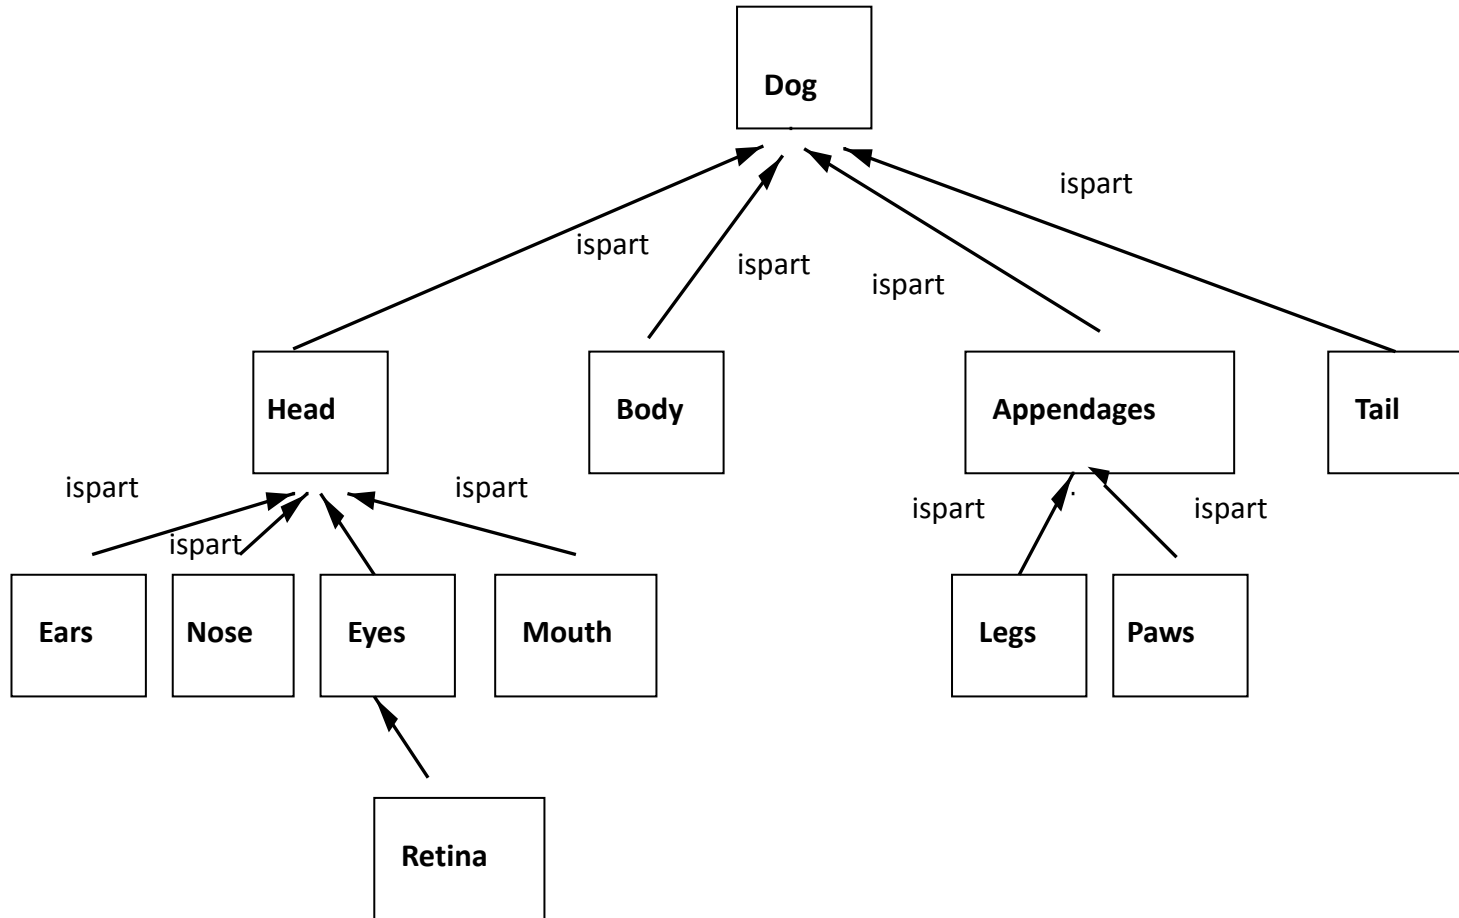 Dog
ispart
ispart
ispart
ispart
Head
Body
Appendages
Tail
ispart
ispart
ispart
ispart
ispart
Ears
Nose
Eyes
Mouth
Legs
Paws
Retina